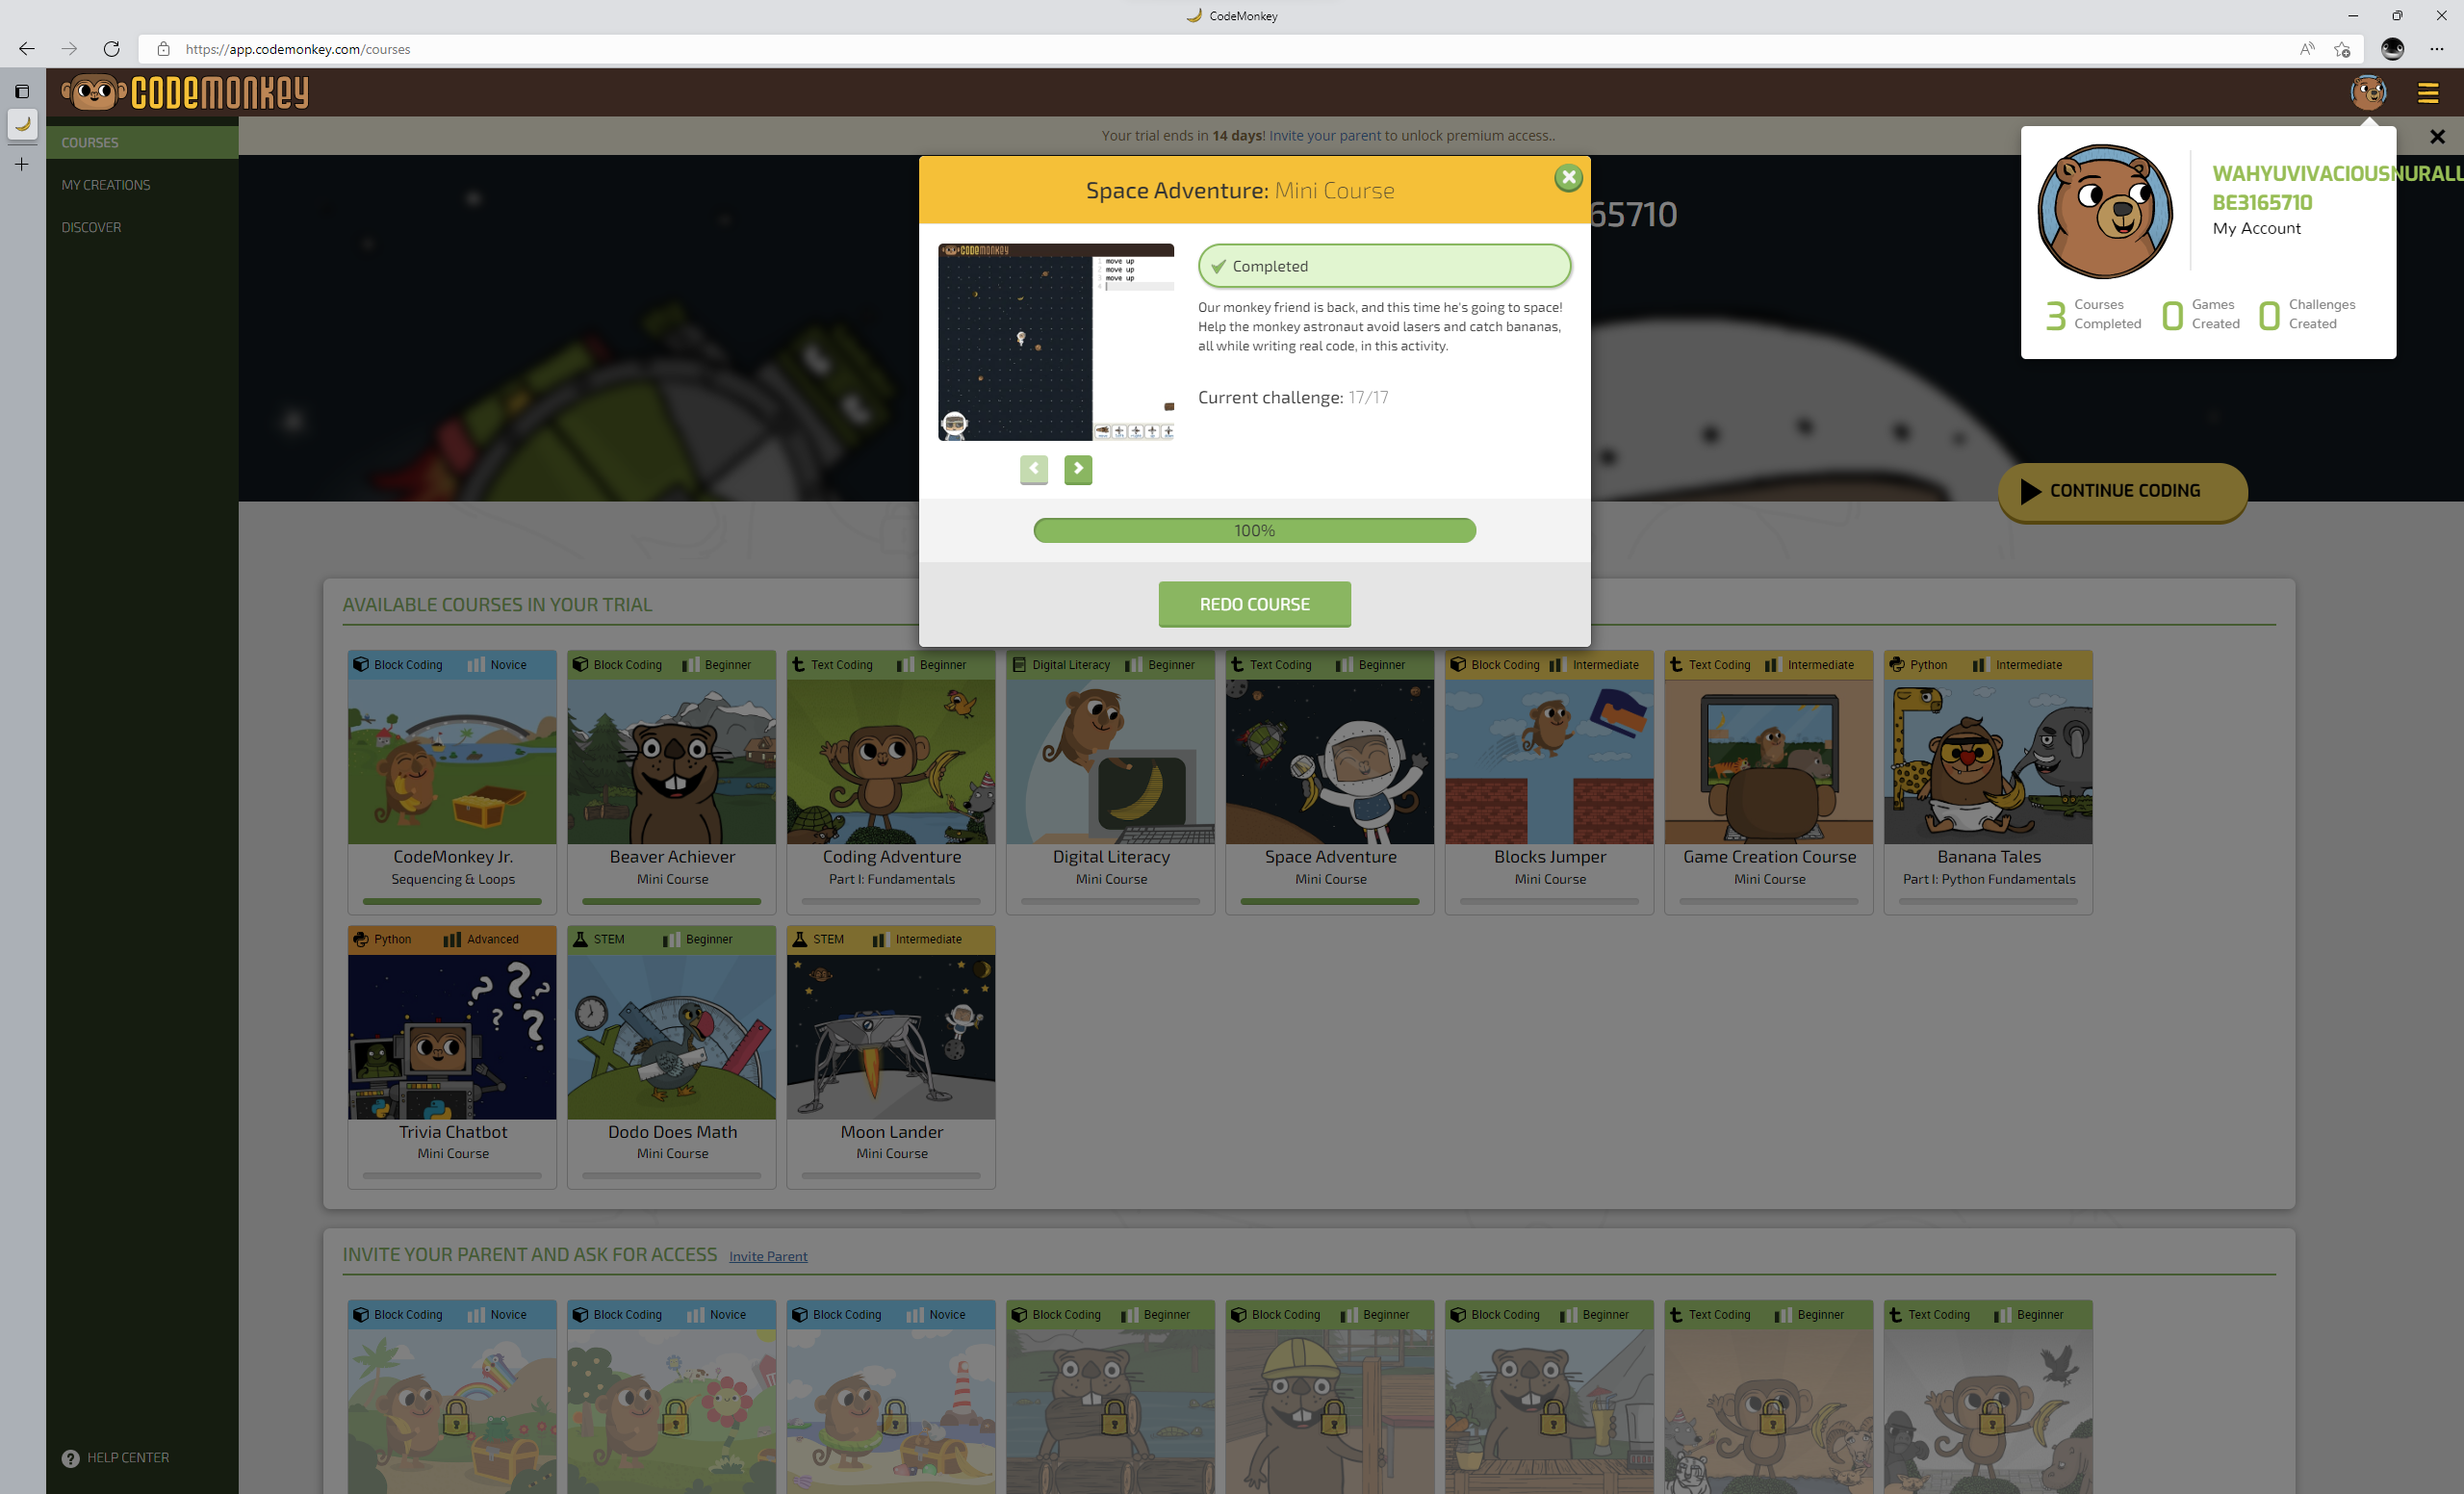 CodeMonkey
https://app.codemonkey.com/courses
CODEMONKEY
COURSES
MY CREATIONS
DISCOVER
HELP CENTER
Your trial ends in 14 days! Invite your parent to unlock premium access..
65710
WAHYUVIVACIOUSNURALL
BE3165710
My Account
3 Courses Completed
0 Games Created
0 Challenges Created
Space Adventure: Mini Course
CODEMONKEY
1 move up
2 move up
3 move up
4
Completed
Our monkey friend is back, and this time he's going to space!
Help the monkey astronaut avoid lasers and catch bananas,
all while writing real code, in this activity.
Current challenge: 17/17
100%
REDO COURSE
CONTINUE CODING
AVAILABLE COURSES IN YOUR TRIAL
Block Coding Novice
CodeMonkey Jr.
Sequencing & Loops
Block Coding Beginner
Beaver Achiever
Mini Course
Text Coding Beginner
Coding Adventure
Part I: Fundamentals
Digital Literacy Beginner
Digital Literacy
Mini Course
Text Coding Beginner
Space Adventure
Mini Course
Block Coding Intermediate
Blocks Jumper
Mini Course
Text Coding Intermediate
Game Creation Course
Mini Course
Python Intermediate
Banana Tales
Part I: Python Fundamentals
Python Advanced
Trivia Chatbot
Mini Course
STEM Beginner
Dodo Does Math
Mini Course
STEM Intermediate
Moon Lander
Mini Course
INVITE YOUR PARENT AND ASK FOR ACCESS Invite Parent
Block Coding Novice
Block Coding Novice
Block Coding Novice
Block Coding Beginner
Block Coding Beginner
Block Coding Beginner
Text Coding Beginner
Text Coding Beginner